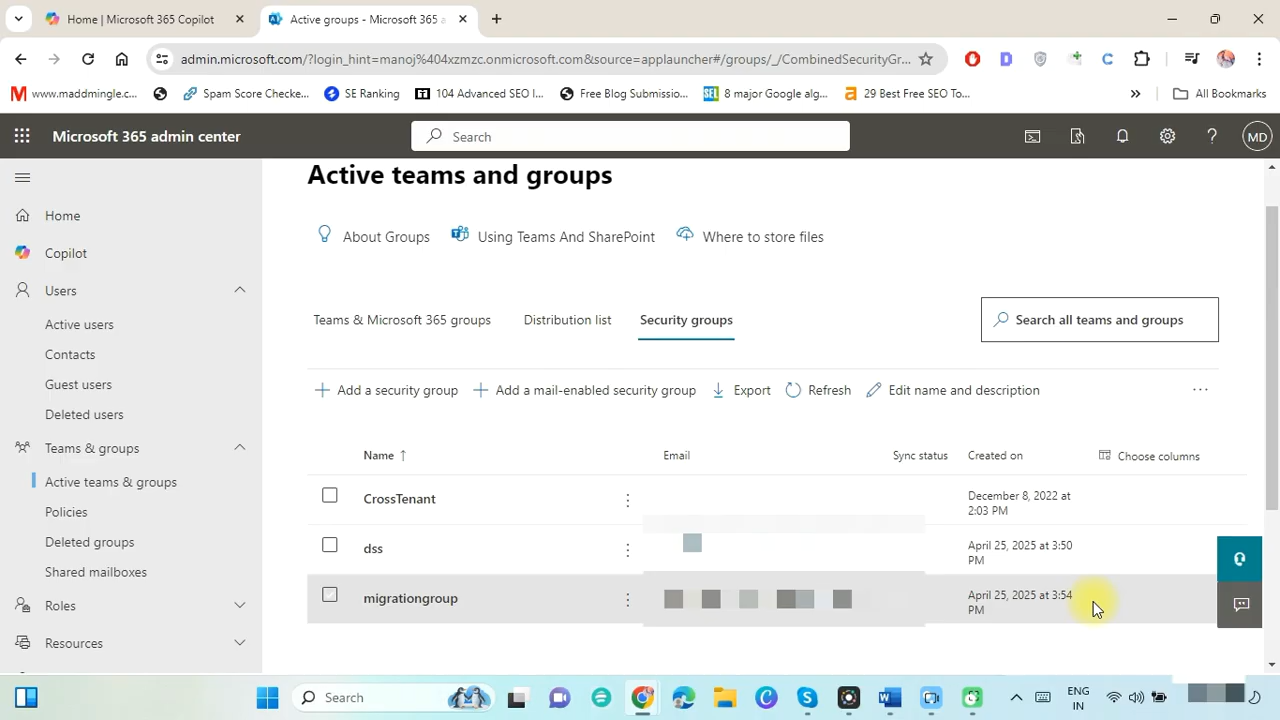 Home | Microsoft 365 Copilot
Active groups - Microsoft 365 a
admin.microsoft.com/?login_hint=manoj%404xzmzc.onmicrosoft.com&source=applauncher#/groups/_/CombinedSecurityGr...
www.maddmingle.c...
Spam Score Checke...
SE Ranking
104 Advanced SEO I...
Free Blog Submissio...
SEL
8 major Google alg...
29 Best Free SEO To...
All Bookmarks
Microsoft 365 admin center
Search
MD
Active teams and groups
Home
About Groups
Using Teams And SharePoint
Where to store files
Copilot
Users
Active users
Contacts
Guest users
Deleted users
Teams & groups
Active teams & groups
Policies
Deleted groups
Shared mailboxes
Roles
Resources
Teams & Microsoft 365 groups
Distribution list
Security groups
Search all teams and groups
Add a security group
Add a mail-enabled security group
Export
Refresh
Edit name and description
Name
Email
Sync status
Created on
Choose columns
CrossTenant
December 8, 2022 at
2:03 PM
dss
April 25, 2025 at 3:50
PM
migrationgroup
April 25, 2025 at 3:54
PM
Search
ENG
IN